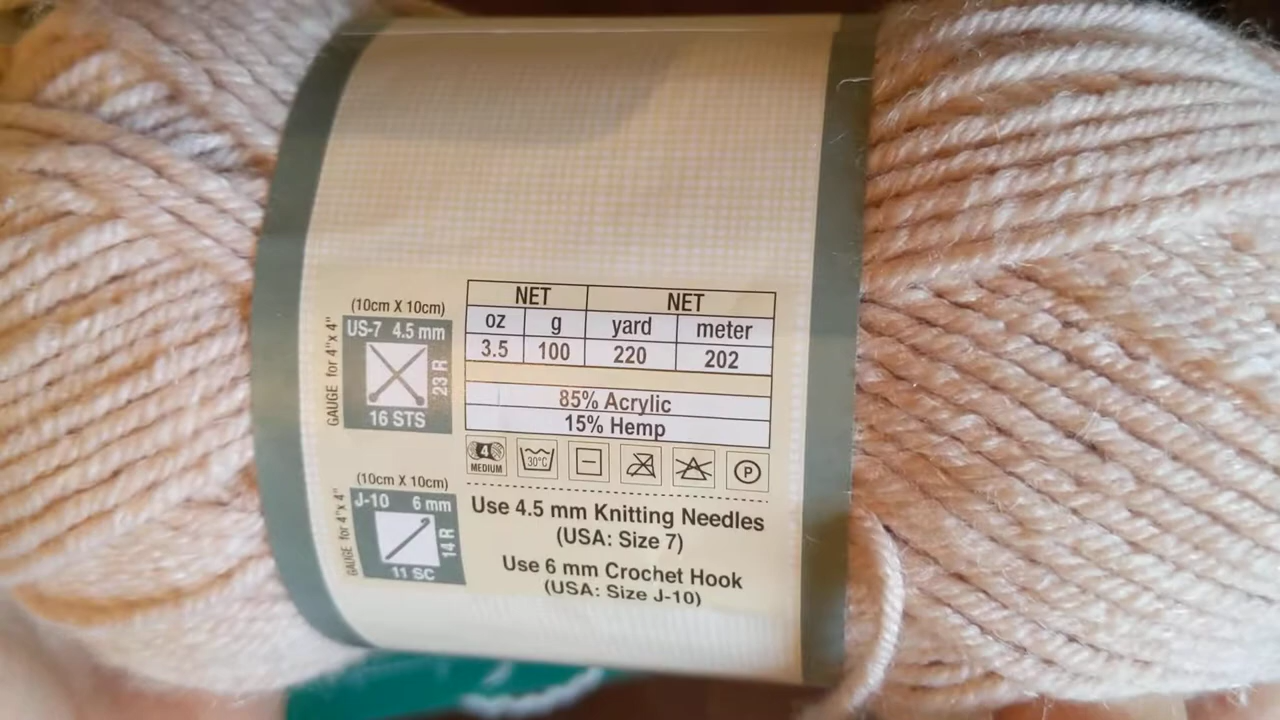 (10cm X 10cm)
GAUGE for 4"x 4"
US-7 4.5 mm
23 R
16 STS
(10cm X 10cm)
GAUGE for 4"x 4"
J-10 6 mm
14 R
11 SC
NET NET
oz g yard meter
3.5 100 220 202
85% Acrylic
15% Hemp
4
MEDIUM
30°C
P
Use 4.5 mm Knitting Needles
(USA: Size 7)
Use 6 mm Crochet Hook
(USA: Size J-10)